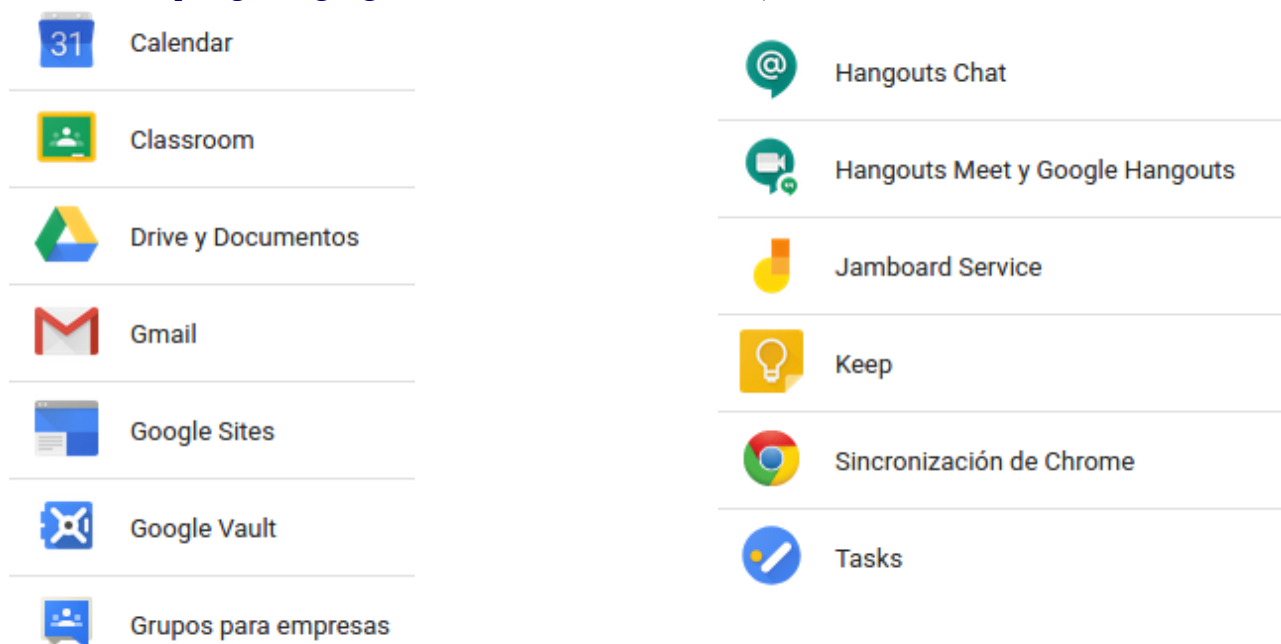 31
Calendar
Classroom
Drive y Documentos
Gmail
Google Sites
Google Vault
Grupos para empresas
@
Hangouts Chat
Hangouts Meet y Google Hangouts
Jamboard Service
Keep
Sincronización de Chrome
Tasks